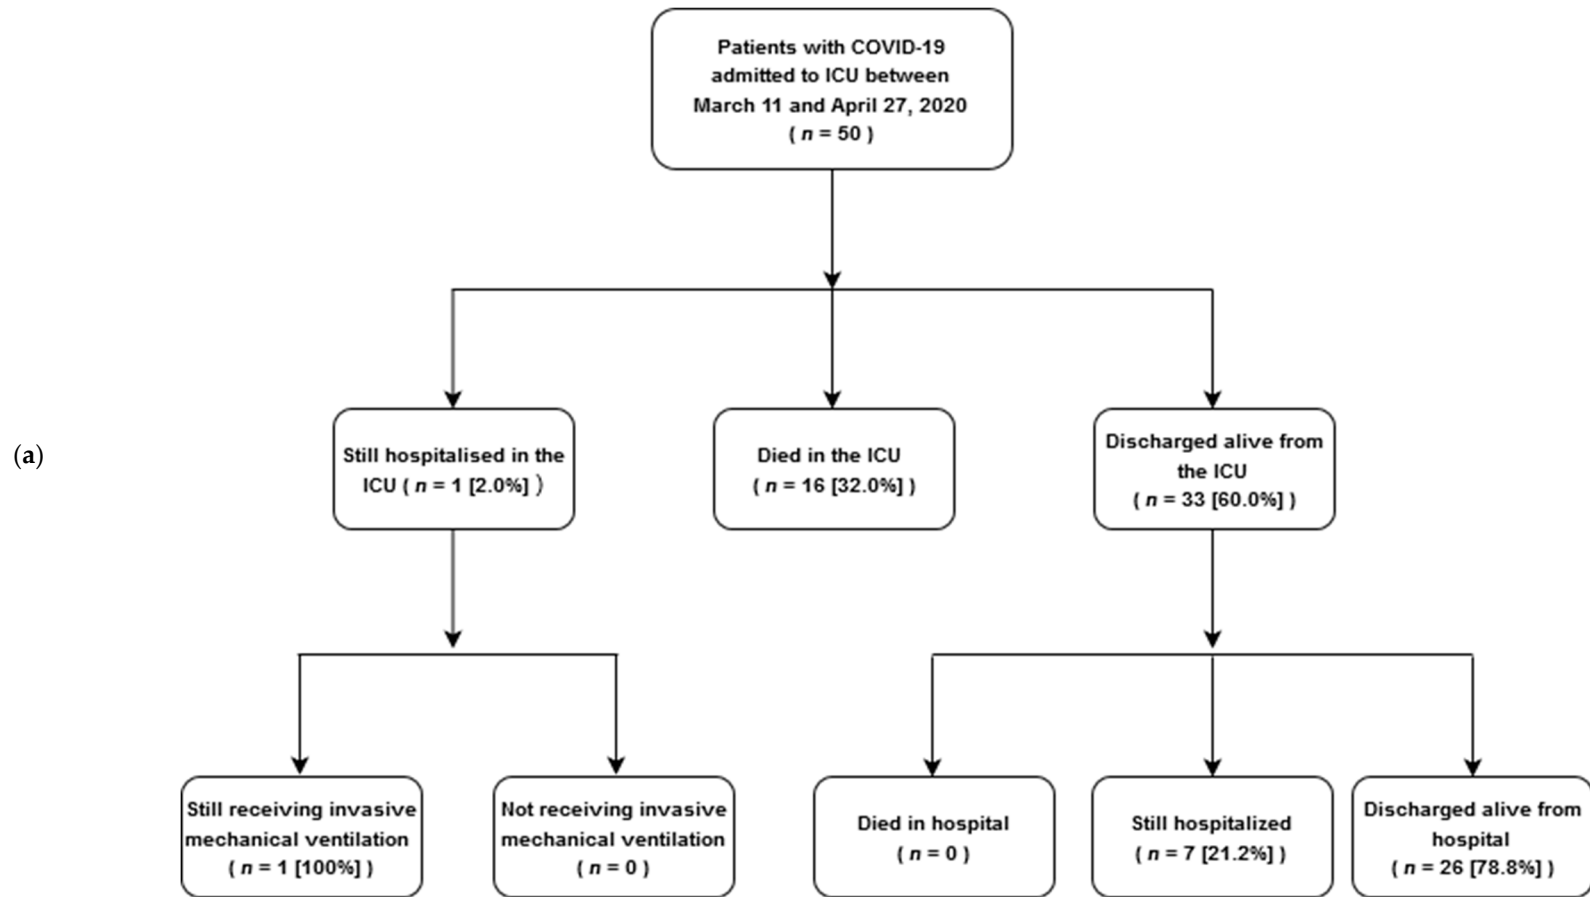 Patients with COVID-19
admitted to ICU between
March 11 and April 27, 2020
( n = 50 )
(a)
Still hospitalised in the
ICU ( n = 1 [2.0%] )
Died in the ICU
( n = 16 [32.0%] )
Discharged alive from
the ICU
( n = 33 [60.0%] )
Still receiving invasive
mechanical ventilation
( n = 1 [100%] )
Not receiving invasive
mechanical ventilation
( n = 0 )
Died in hospital
( n = 0 )
Still hospitalized
( n = 7 [21.2%] )
Discharged alive from
hospital
( n = 26 [78.8%] )